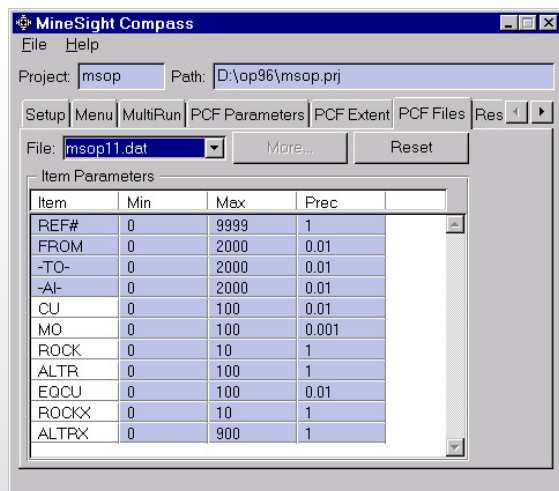 MineSight Compass
File Help
Project: msop Path: D:\op96\msop.prj
Setup Menu MultiRun PCF Parameters PCF Extent PCF Files Res
File: msop11.dat More... Reset
Item Parameters
Item Min Max Prec
REF# 0 9999 1
FROM 0 2000 0.01
-TO- 0 2000 0.01
-AI- 0 2000 0.01
CU 0 100 0.01
MO 0 100 0.001
ROCK 0 10 1
ALTR 0 100 1
EQCU 0 100 0.01
ROCKX 0 10 1
ALTRX 0 900 1